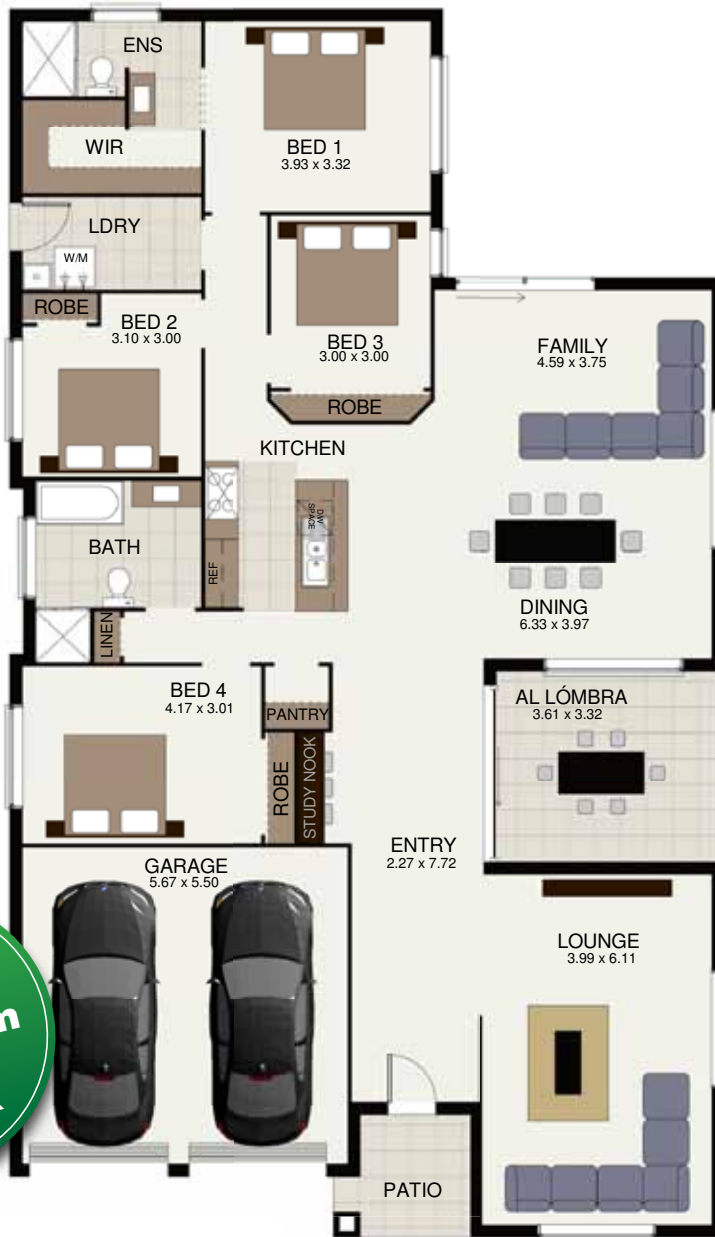 ENS
WIR
BED 1
3.93 x 3.32
LDRY
W/M
ROBE
BED 2
3.10 x 3.00
BED 3
3.00 x 3.00
ROBE
FAMILY
4.59 x 3.75
KITCHEN
D/W
SPACE
REF
BATH
LINEN
DINING
6.33 x 3.97
BED 4
4.17 x 3.01
PANTRY
ROBE
STUDY NOOK
AL LÓMBRA
3.61 x 3.32
ENTRY
2.27 x 7.72
GARAGE
5.67 x 5.50
LOUNGE
3.99 x 6.11
PATIO